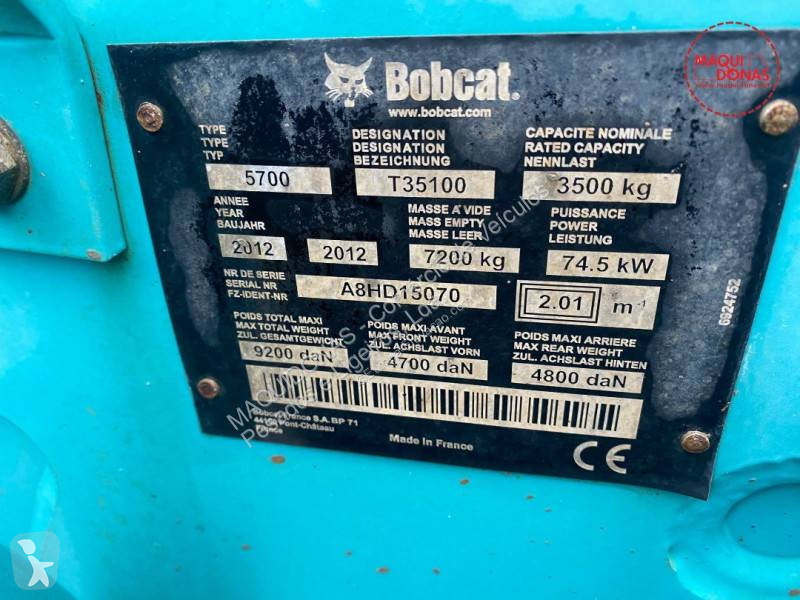 MAQUI
DONAS
Bobcat®
www.bobcat.com
TYPE
TYPE
TYP
5700
DESIGNATION
DESIGNATION
BEZEICHNUNG
T35100
CAPACITE NOMINALE
RATED CAPACITY
NENNLAST
3500 kg
ANNEE
YEAR
BAUJAHR
2012
2012
MASSE A VIDE
MASS EMPTY
MASSE LEER
7200 kg
PUISSANCE
POWER
LEISTUNG
74.5 kW
NR DE SERIE
SERIAL NR
FZ-IDENT-NR
A8HD15070
2.01 m⁻¹
6924752
POIDS TOTAL MAXI
MAX TOTAL WEIGHT
ZUL. GESAMTGEWICHT
9200 daN
POIDS MAXI AVANT
MAX FRONT WEIGHT
ZUL. ACHSLAST VORN
4700 daN
POIDS MAXI ARRIERE
MAX REAR WEIGHT
ZUL. ACHSLAST HINTEN
4800 daN
Bobcat France S.A. BP 71
44160 Pont-Château
France
Made in France
CE